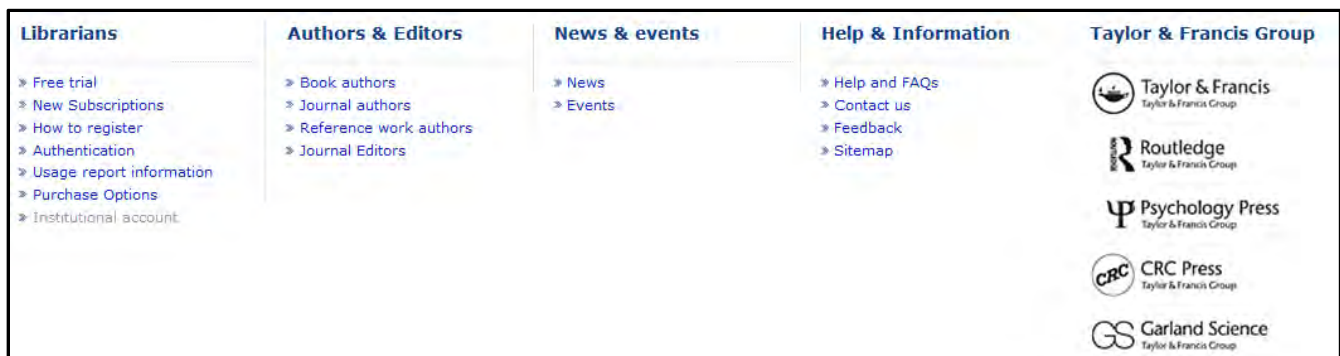 Librarians
» Free trial
» New Subscriptions
» How to register
» Authentication
» Usage report information
» Purchase Options
» Institutional account
Authors & Editors
» Book authors
» Journal authors
» Reference work authors
» Journal Editors
News & events
» News
» Events
Help & Information
» Help and FAQs
» Contact us
» Feedback
» Sitemap
Taylor & Francis Group
Taylor & Francis
Taylor & Francis Group
R Routledge
Taylor & Francis Group
Psychology Press
Taylor & Francis Group
CRC CRC Press
Taylor & Francis Group
GS Garland Science
Taylor & Francis Group